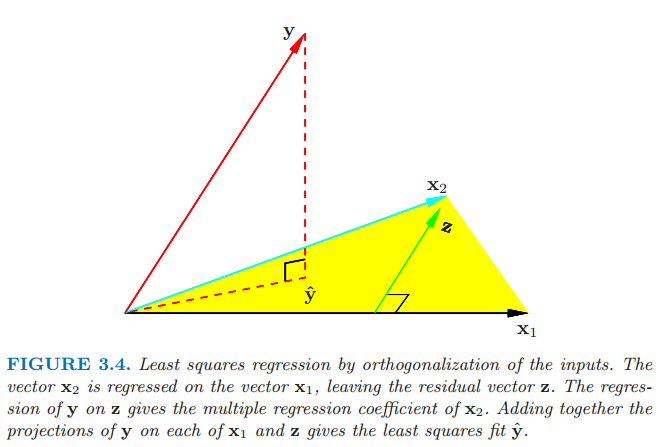 y
x₂
z
ŷ
x₁
FIGURE 3.4. Least squares regression by orthogonalization of the inputs. The
vector x₂ is regressed on the vector x₁, leaving the residual vector z. The regres-
sion of y on z gives the multiple regression coefficient of x₂. Adding together the
projections of y on each of x₁ and z gives the least squares fit ŷ.